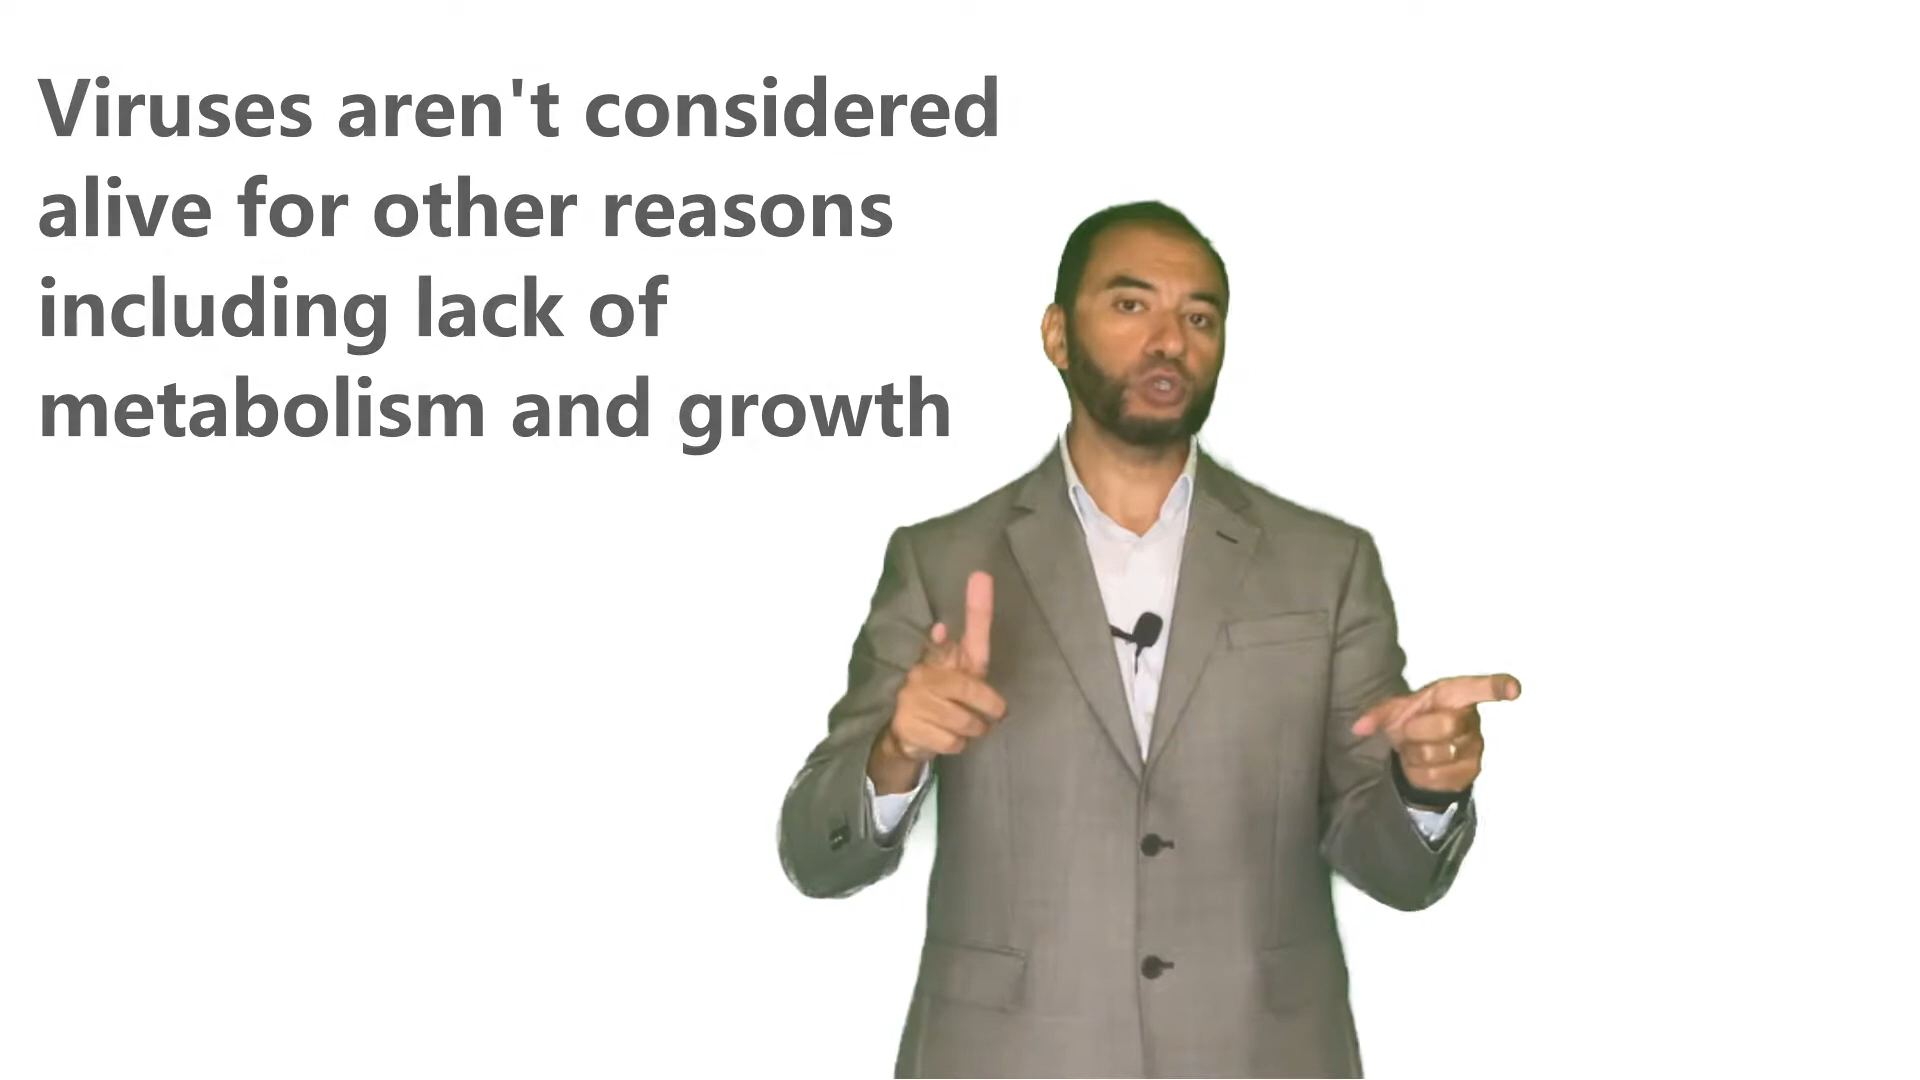 Viruses aren't considered
alive for other reasons
including lack of
metabolism and growth